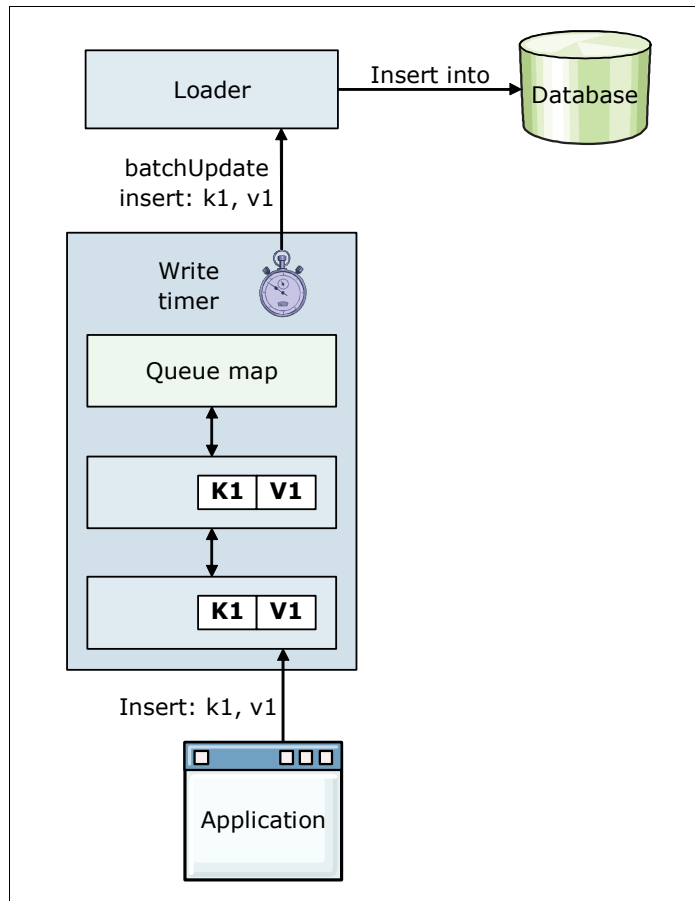 Loader
Insert into
Database
batchUpdate
insert: k1, v1
Write
timer
Queue map
K1 V1
K1 V1
Insert: k1, v1
Application